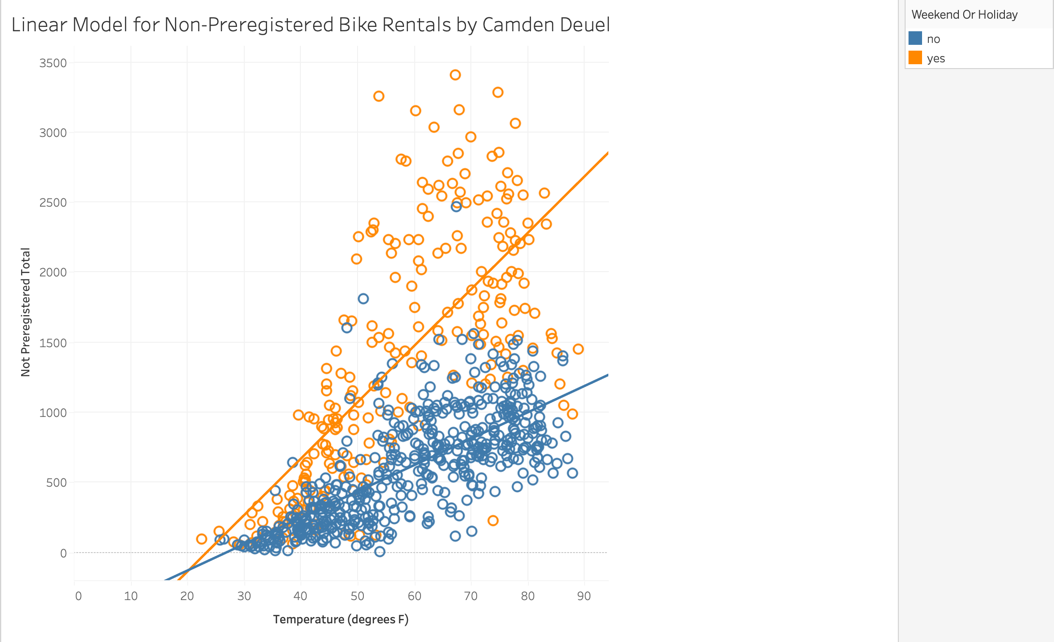 Linear Model for Non-Preregistered Bike Rentals by Camden Deuel
Weekend Or Holiday
no
yes
3500
3000
2500
2000
1500
1000
500
0
Not Preregistered Total
0 10 20 30 40 50 60 70 80 90
Temperature (degrees F)